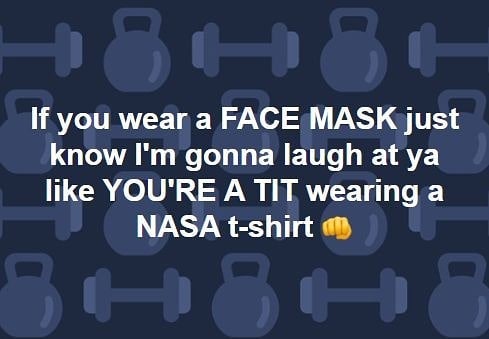 If you wear a FACE MASK just
know I'm gonna laugh at ya
like YOU'RE A TIT wearing a
NASA t-shirt 👊